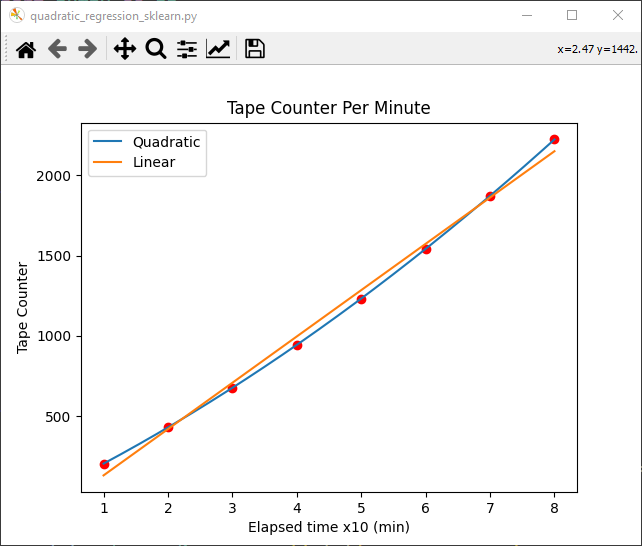 quadratic_regression_sklearn.py
x=2.47 y=1442.
Tape Counter Per Minute
Quadratic
Linear
2000
1500
1000
500
Tape Counter
1 2 3 4 5 6 7 8
Elapsed time x10 (min)